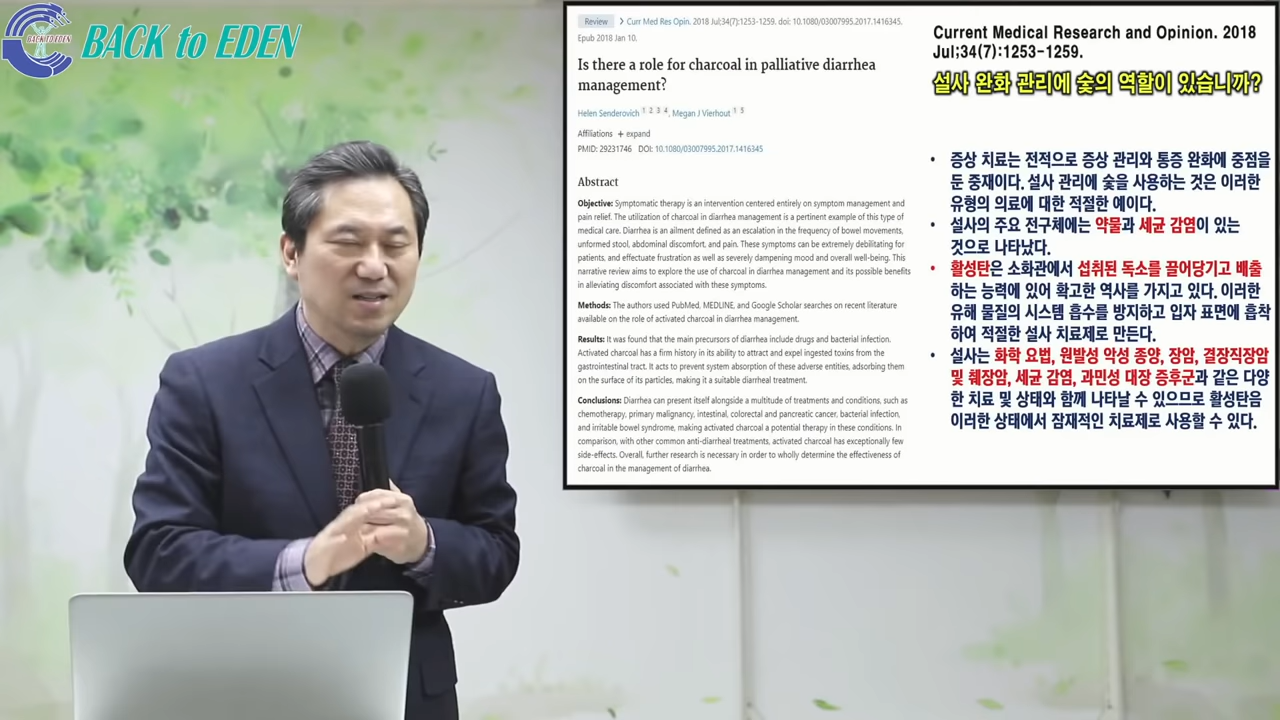 BACK to EDEN
BACK TO EDEN
Review > Curr Med Res Opin. 2018 Jul;34(7):1253-1259. doi: 10.1080/03007995.2017.1416345.
Epub 2018 Jan 10.
Is there a role for charcoal in palliative diarrhea
management?
Helen Senderovich 1 2 3 4, Megan J Vierhout 1 5
Affiliations + expand
PMID: 29231746 DOI: 10.1080/03007995.2017.1416345
Abstract
Objective: Symptomatic therapy is an intervention centered entirely on symptom management and
pain relief. The utilization of charcoal in diarrhea management is a pertinent example of this type of
medical care. Diarrhea is an ailment defined as an escalation in the frequency of bowel movements,
unformed stool, abdominal discomfort, and pain. These symptoms can be extremely debilitating for
patients, and effectuate frustration as well as severely dampening mood and overall well-being. This
narrative review aims to explore the use of charcoal in diarrhea management and its possible benefits
in alleviating discomfort associated with these symptoms.
Methods: The authors used PubMed, MEDLINE, and Google Scholar searches on recent literature
available on the role of activated charcoal in diarrhea management.
Results: It was found that the main precursors of diarrhea include drugs and bacterial infection.
Activated charcoal has a firm history in its ability to attract and expel ingested toxins from the
gastrointestinal tract. It acts to prevent system absorption of these adverse entities, adsorbing them
on the surface of its particles, making it a suitable diarrheal treatment.
Conclusions: Diarrhea can present itself alongside a multitude of treatments and conditions, such as
chemotherapy, primary malignancy, intestinal, colorectal and pancreatic cancer, bacterial infection,
and irritable bowel syndrome, making activated charcoal a potential therapy in these conditions. In
comparison, with other common anti-diarrheal treatments, activated charcoal has exceptionally few
side-effects. Overall, further research is necessary in order to wholly determine the effectiveness of
charcoal in the management of diarrhea.
Current Medical Research and Opinion. 2018
Jul;34(7):1253-1259.
설사 완화 관리에 숯의 역할이 있습니까?
• 증상 치료는 전적으로 증상 관리와 통증 완화에 중점을
둔 중재이다. 설사 관리에 숯을 사용하는 것은 이러한
유형의 의료에 대한 적절한 예이다.
• 설사의 주요 전구체에는 약물과 세균 감염이 있는
것으로 나타났다.
• 활성탄은 소화관에서 섭취된 독소를 끌어당기고 배출
하는 능력에 있어 확고한 역사를 가지고 있다. 이러한
유해 물질의 시스템 흡수를 방지하고 입자 표면에 흡착
하여 적절한 설사 치료제로 만든다.
• 설사는 화학 요법, 원발성 악성 종양, 장암, 결장직장암
및 췌장암, 세균 감염, 과민성 대장 증후군과 같은 다양
한 치료 및 상태와 함께 나타날 수 있으므로 활성탄음
이러한 상태에서 잠재적인 치료제로 사용할 수 있다.